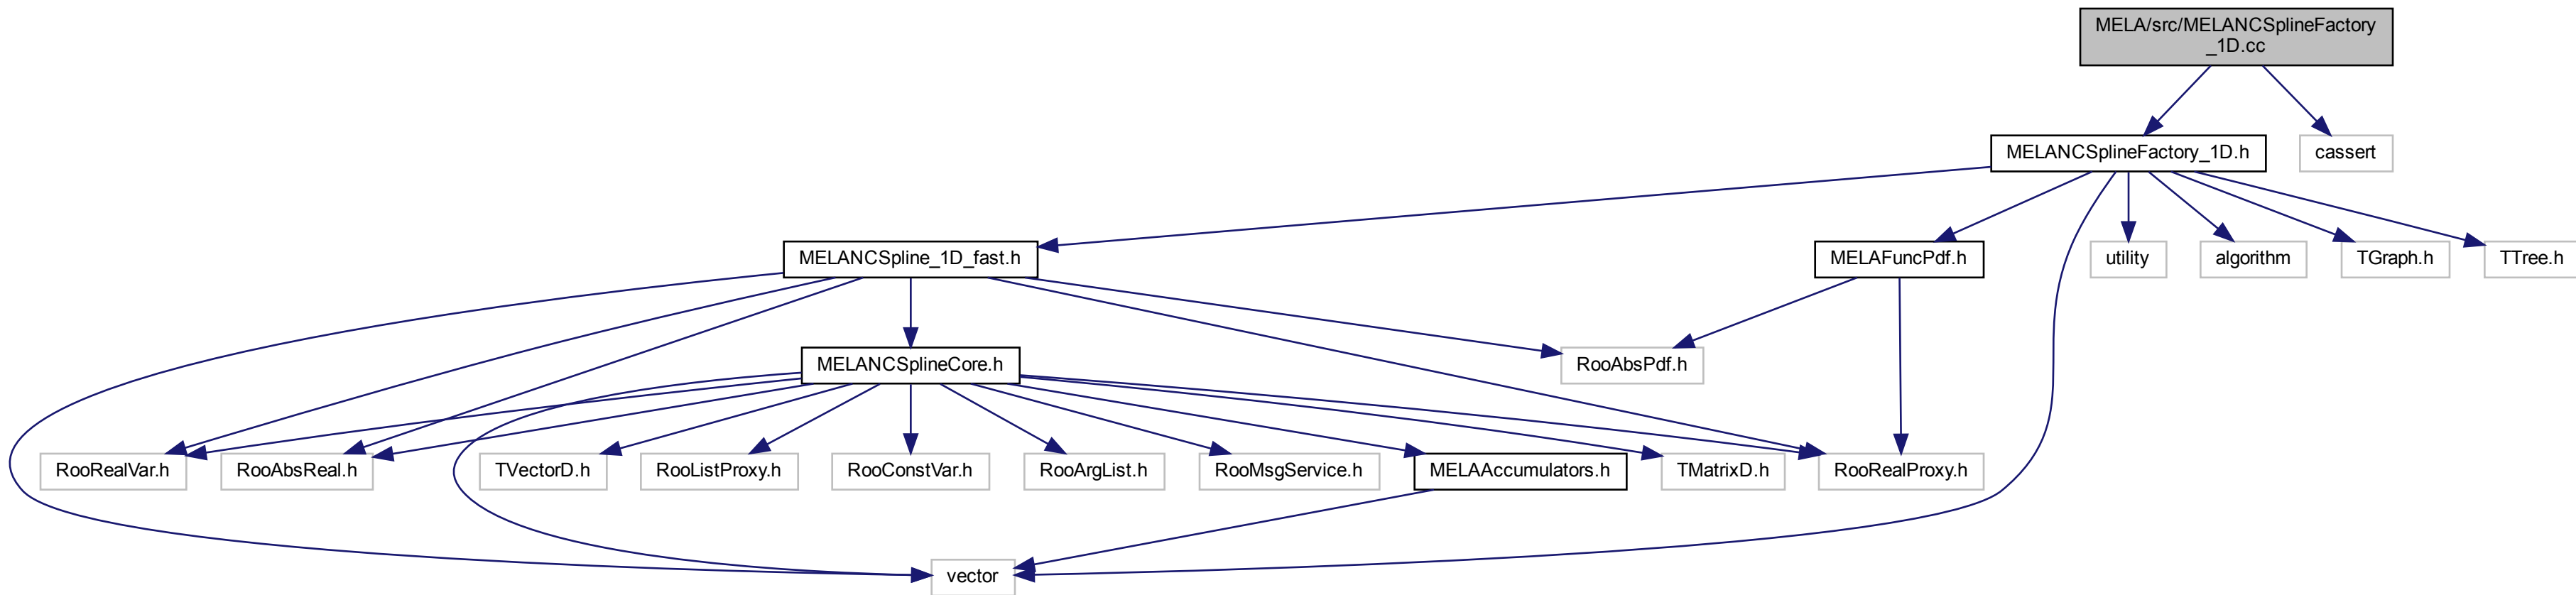 MELA/src/MELANCSplineFactory
_1D.cc
MELANCSplineFactory_1D.h
cassert
MELANCSpline_1D_fast.h
MELAFuncPdf.h
utility
algorithm
TGraph.h
TTree.h
MELANCSplineCore.h
RooAbsPdf.h
RooRealVar.h
RooAbsReal.h
TVectorD.h
RooListProxy.h
RooConstVar.h
RooArgList.h
RooMsgService.h
MELAAccumulators.h
TMatrixD.h
RooRealProxy.h
vector